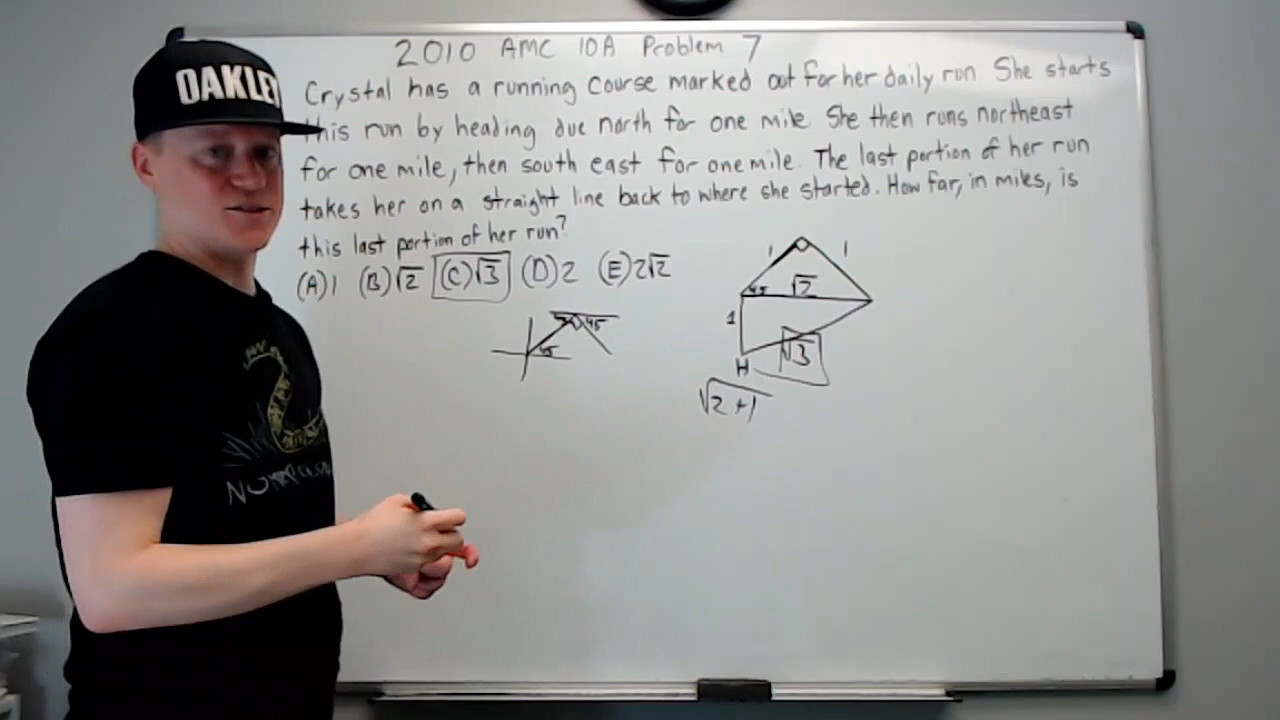 2010 AMC 10A Problem 7
OAKLEY
Crystal has a running course marked out for her daily run She starts
this run by heading due north for one mile. She then runs northeast
for one mile, then south east for one mile. The last portion of her run
takes her on a straight line back to where she started. How far, in miles, is
this last portion of her run?
(A) 1 (B) √2 (C) √3 (D) 2 (E) 2√2
1 1
45 √2
1
45
45
√3
H
√2+1